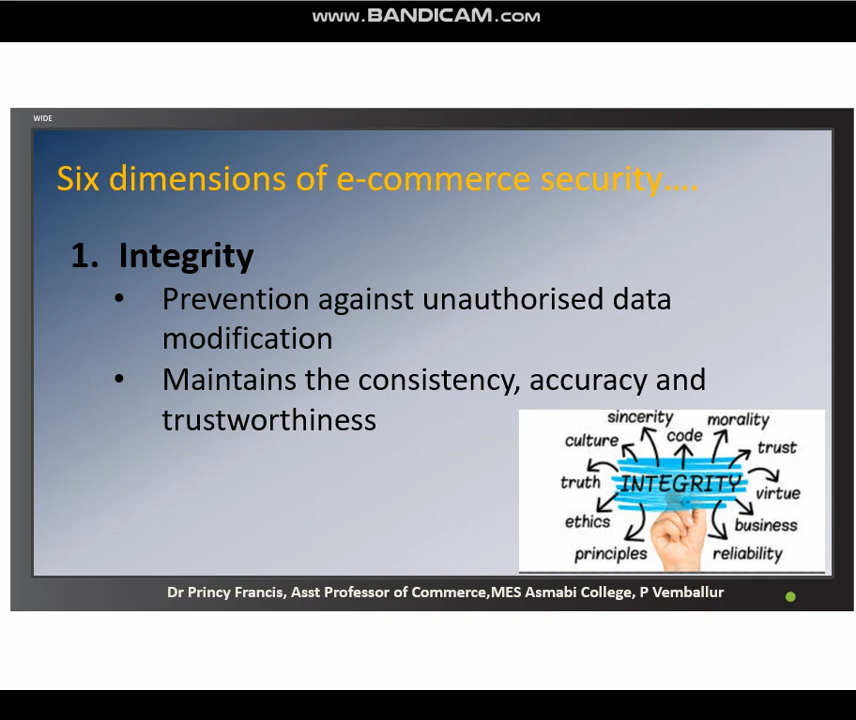 www.BANDICAM.COM
WIDE
Six dimensions of e-commerce security....
1. Integrity
• Prevention against unauthorised data
modification
• Maintains the consistency, accuracy and
trustworthiness
sincerity
morality
culture
code
trust
truth
INTEGRITY
virtue
ethics
business
principles
reliability
Dr Princy Francis, Asst Professor of Commerce,MES Asmabi College, P Vemballur